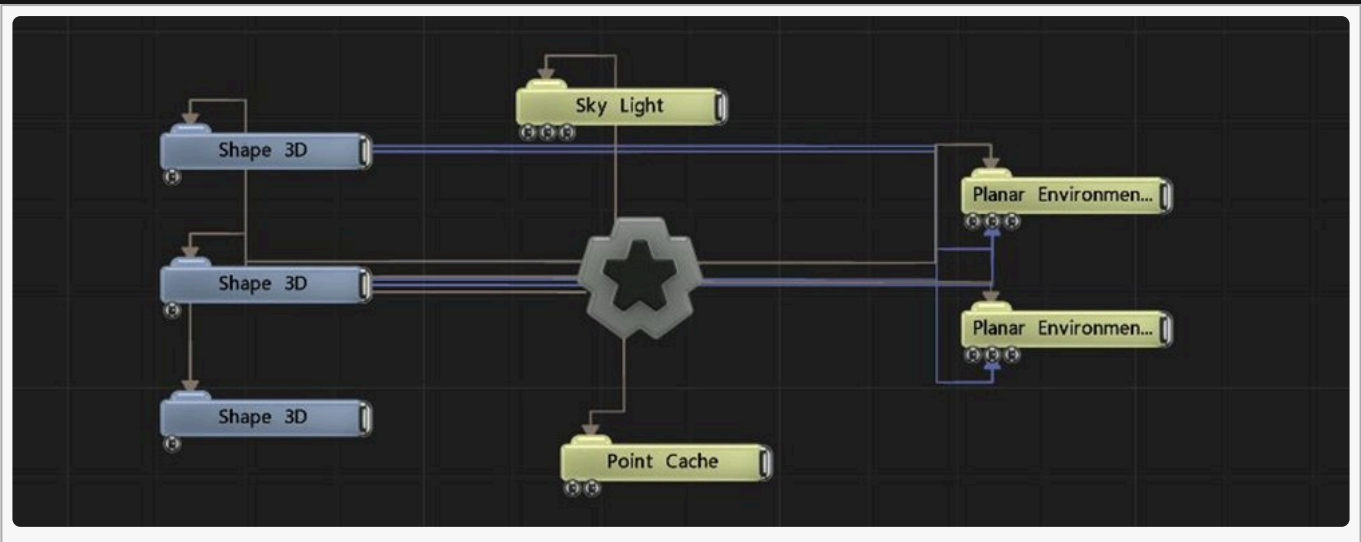 Sky Light
Shape 3D
Planar Environmen...
Shape 3D
Planar Environmen...
Shape 3D
Point Cache